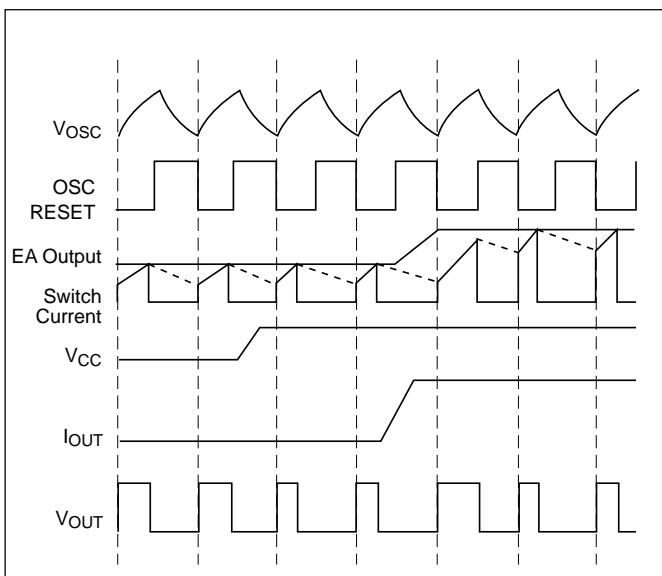 VOSC
OSC
RESET
EA Output
Switch
Current
VCC
IOUT
VOUT